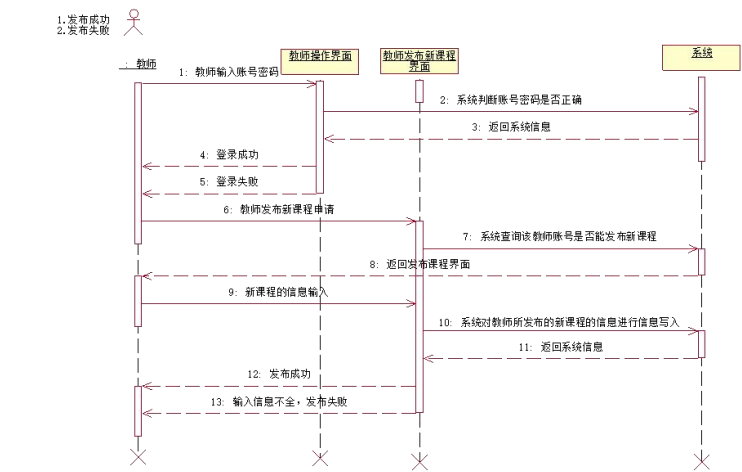 1.发布成功
2.发布失败
: 教师
教师操作界面
教师发布新课程
界面
系统
1: 教师输入账号密码
2: 系统判断账号密码是否正确
3: 返回系统信息
4: 登录成功
5: 登录失败
6: 教师发布新课程申请
7: 系统查询该教师账号是否能发布新课程
8: 返回发布课程界面
9: 新课程的信息输入
10: 系统对教师所发布的新课程的信息进行信息写入
11: 返回系统信息
12: 发布成功
13: 输入信息不全，发布失败